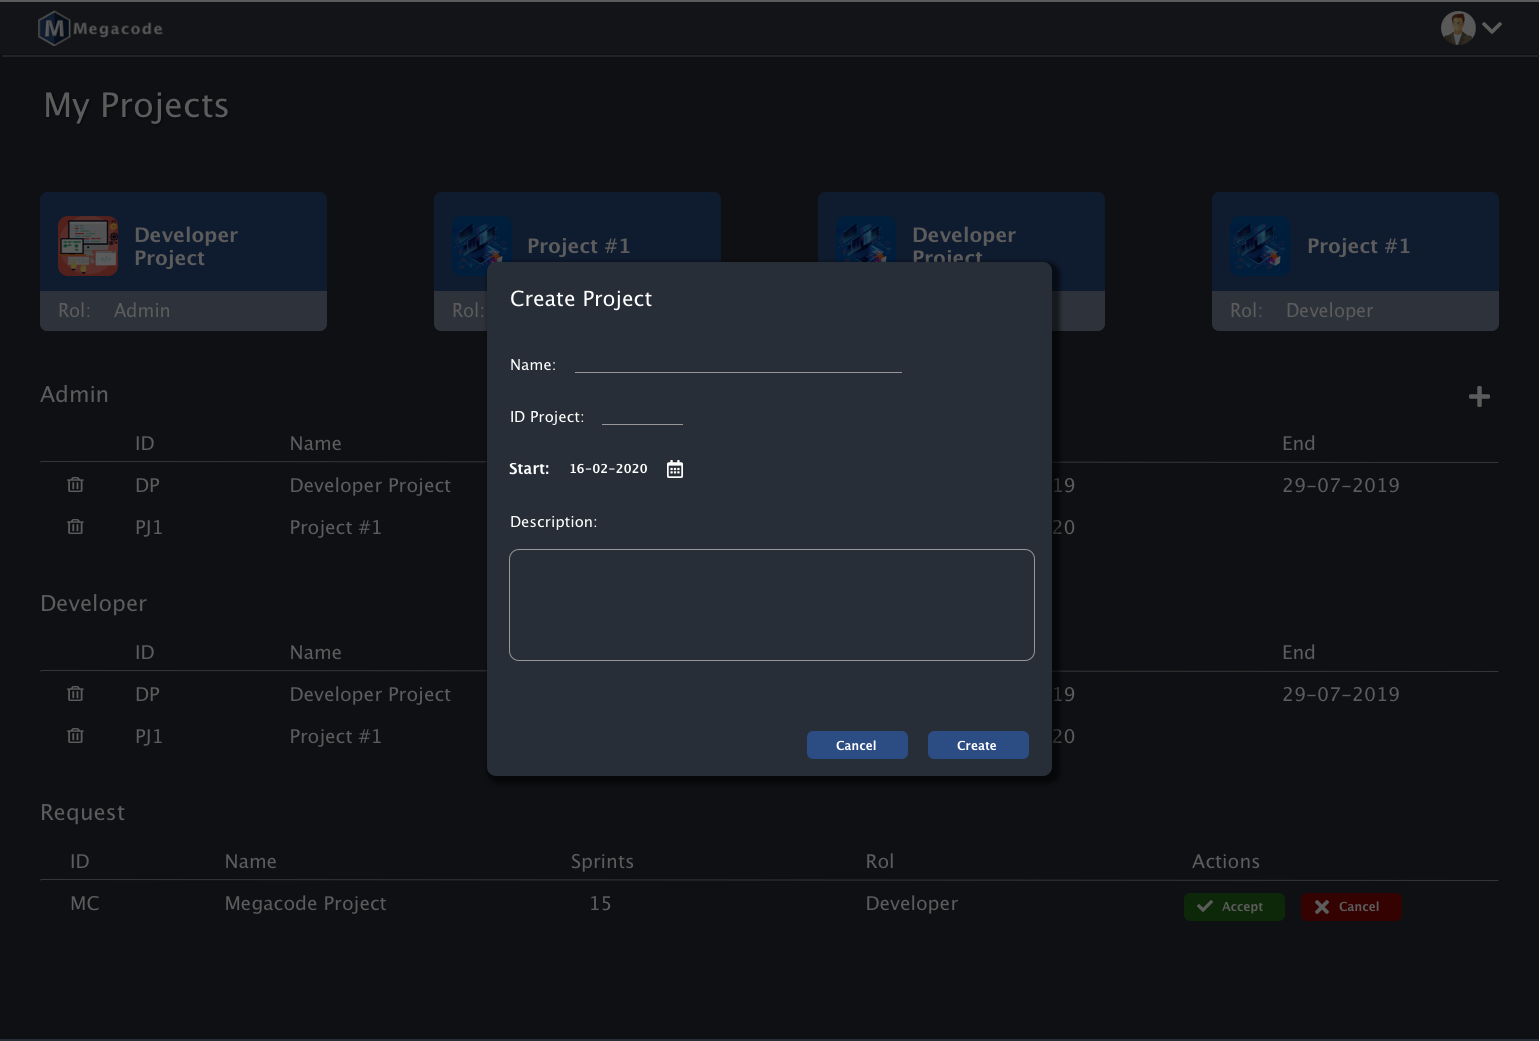 Megacode
My Projects
Developer
Project
Rol: Admin
Project #1
Rol:
Developer
Project
Project #1
Rol: Developer
Create Project
Name:
ID Project:
Start: 16-02-2020
Description:
Cancel Create
Admin
ID Name End
DP Developer Project 19 29-07-2019
PJ1 Project #1 20
Developer
ID Name End
DP Developer Project 19 29-07-2019
PJ1 Project #1 20
Request
ID Name Sprints Rol Actions
MC Megacode Project 15 Developer Accept Cancel